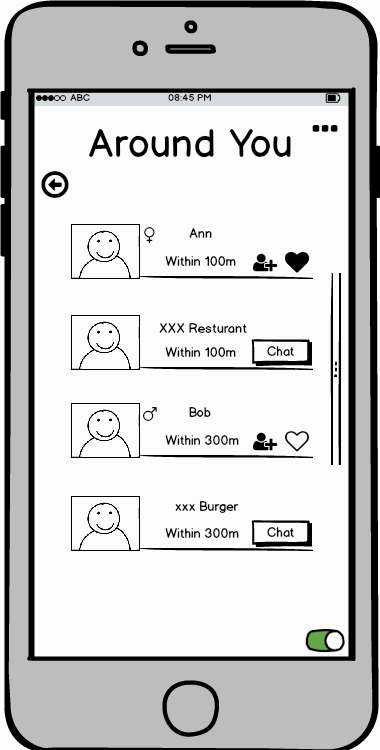 ABC 08:45 PM
Around You
Ann
Within 100m
XXX Resturant
Within 100m Chat
Bob
Within 300m
xxx Burger
Within 300m Chat